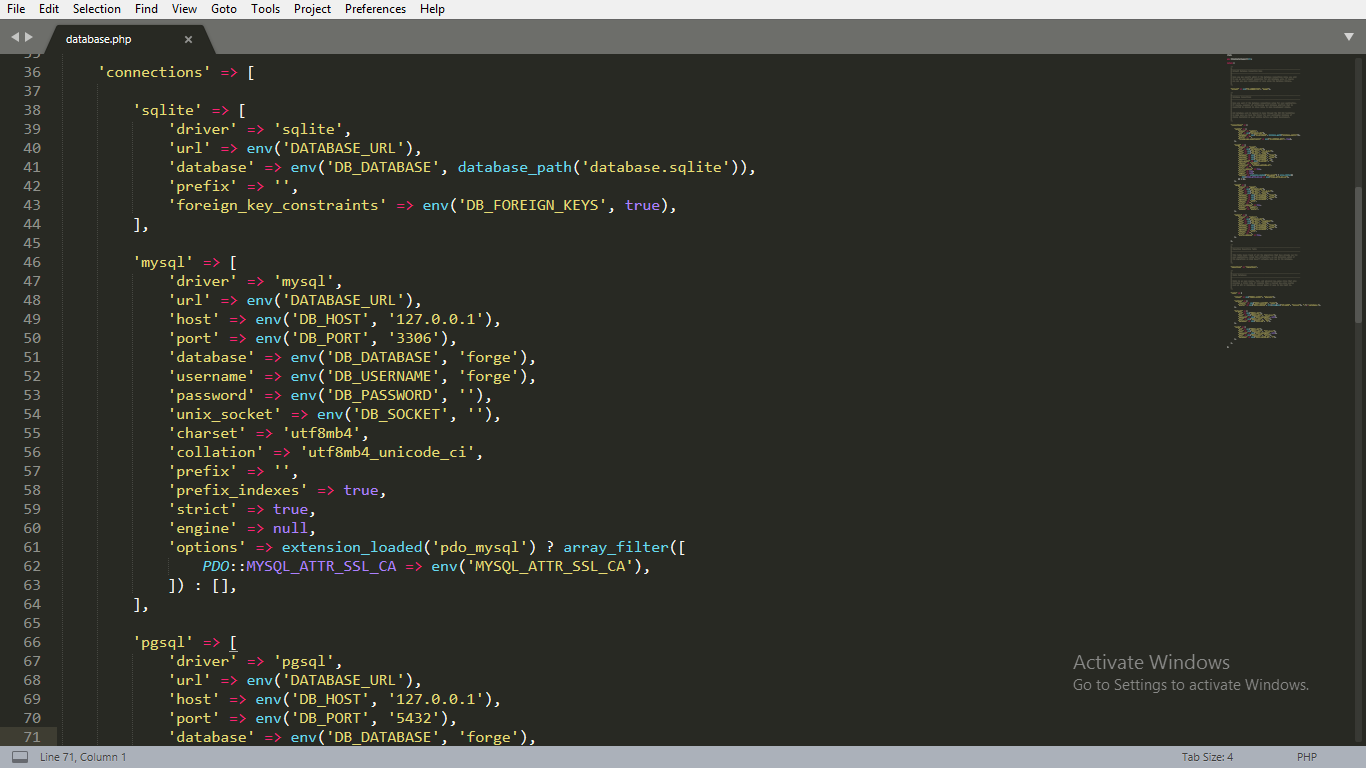 File Edit Selection Find View Goto Tools Project Preferences Help
database.php
36 'connections' => [
37
38 'sqlite' => [
39 'driver' => 'sqlite',
40 'url' => env('DATABASE_URL'),
41 'database' => env('DB_DATABASE', database_path('database.sqlite')),
42 'prefix' => '',
43 'foreign_key_constraints' => env('DB_FOREIGN_KEYS', true),
44 ],
45
46 'mysql' => [
47 'driver' => 'mysql',
48 'url' => env('DATABASE_URL'),
49 'host' => env('DB_HOST', '127.0.0.1'),
50 'port' => env('DB_PORT', '3306'),
51 'database' => env('DB_DATABASE', 'forge'),
52 'username' => env('DB_USERNAME', 'forge'),
53 'password' => env('DB_PASSWORD', ''),
54 'unix_socket' => env('DB_SOCKET', ''),
55 'charset' => 'utf8mb4',
56 'collation' => 'utf8mb4_unicode_ci',
57 'prefix' => '',
58 'prefix_indexes' => true,
59 'strict' => true,
60 'engine' => null,
61 'options' => extension_loaded('pdo_mysql') ? array_filter([
62 PDO::MYSQL_ATTR_SSL_CA => env('MYSQL_ATTR_SSL_CA'),
63 ]) : [],
64 ],
65
66 'pgsql' => [
67 'driver' => 'pgsql',
68 'url' => env('DATABASE_URL'),
69 'host' => env('DB_HOST', '127.0.0.1'),
70 'port' => env('DB_PORT', '5432'),
71 'database' => env('DB_DATABASE', 'forge'),
Activate Windows
Go to Settings to activate Windows.
Line 71, Column 1 Tab Size: 4 PHP